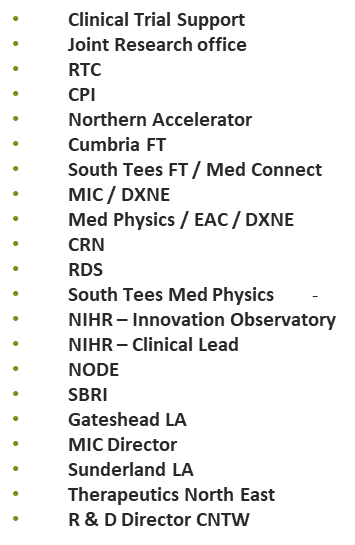 • Clinical Trial Support
• Joint Research office
• RTC
• CPI
• Northern Accelerator
• Cumbria FT
• South Tees FT / Med Connect
• MIC / DXNE
• Med Physics / EAC / DXNE
• CRN
• RDS
• South Tees Med Physics -
• NIHR – Innovation Observatory
• NIHR – Clinical Lead
• NODE
• SBRI
• Gateshead LA
• MIC Director
• Sunderland LA
• Therapeutics North East
• R & D Director CNTW